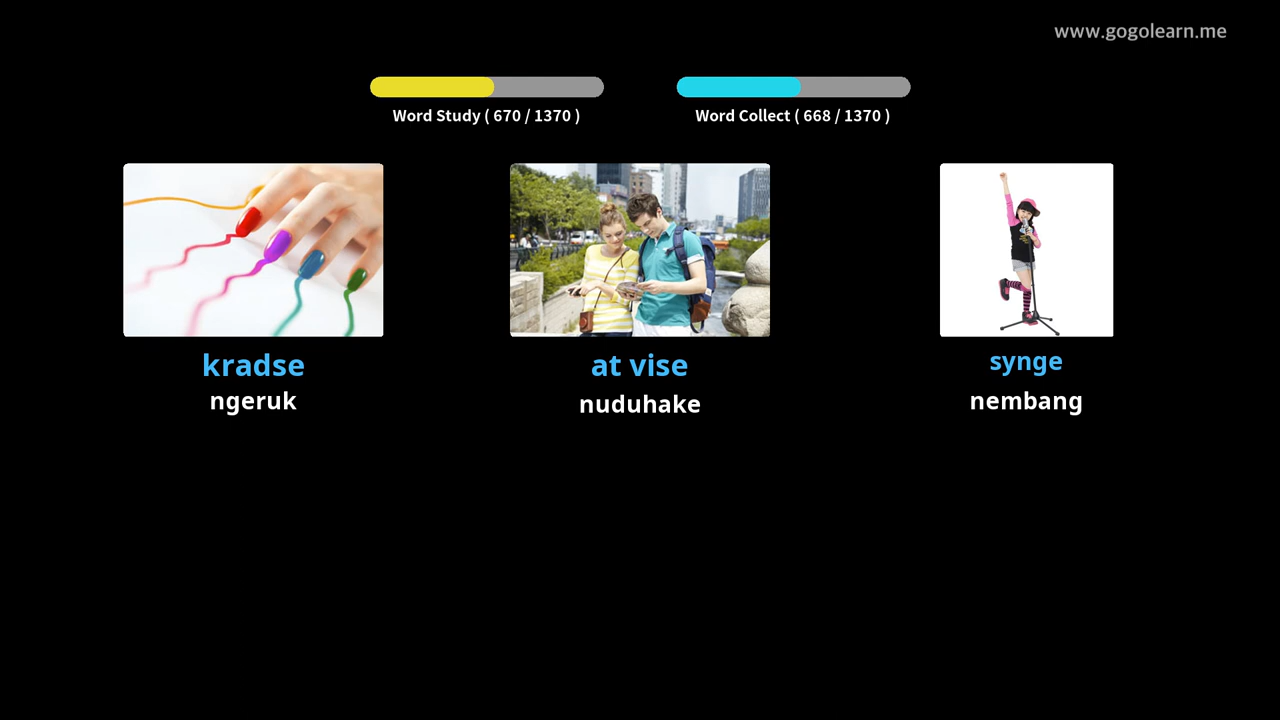 www.gogolearn.me
Word Study ( 670 / 1370 )
Word Collect ( 668 / 1370 )
kradse
ngeruk
at vise
nuduhake
synge
nembang